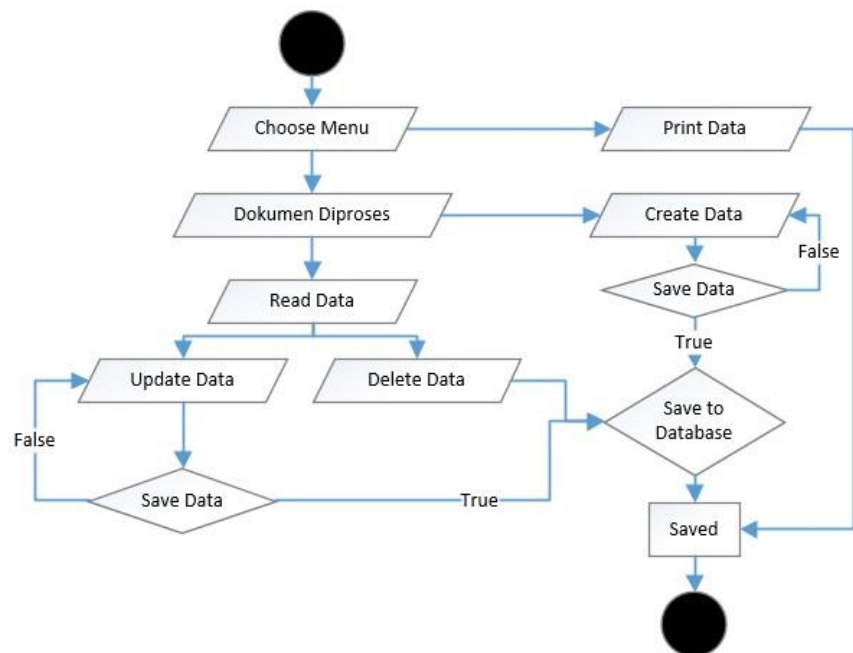 Choose Menu
Print Data
Dokumen Diproses
Create Data
False
Read Data
Save Data
True
Update Data
Delete Data
Save to
Database
False
Save Data
True
Saved